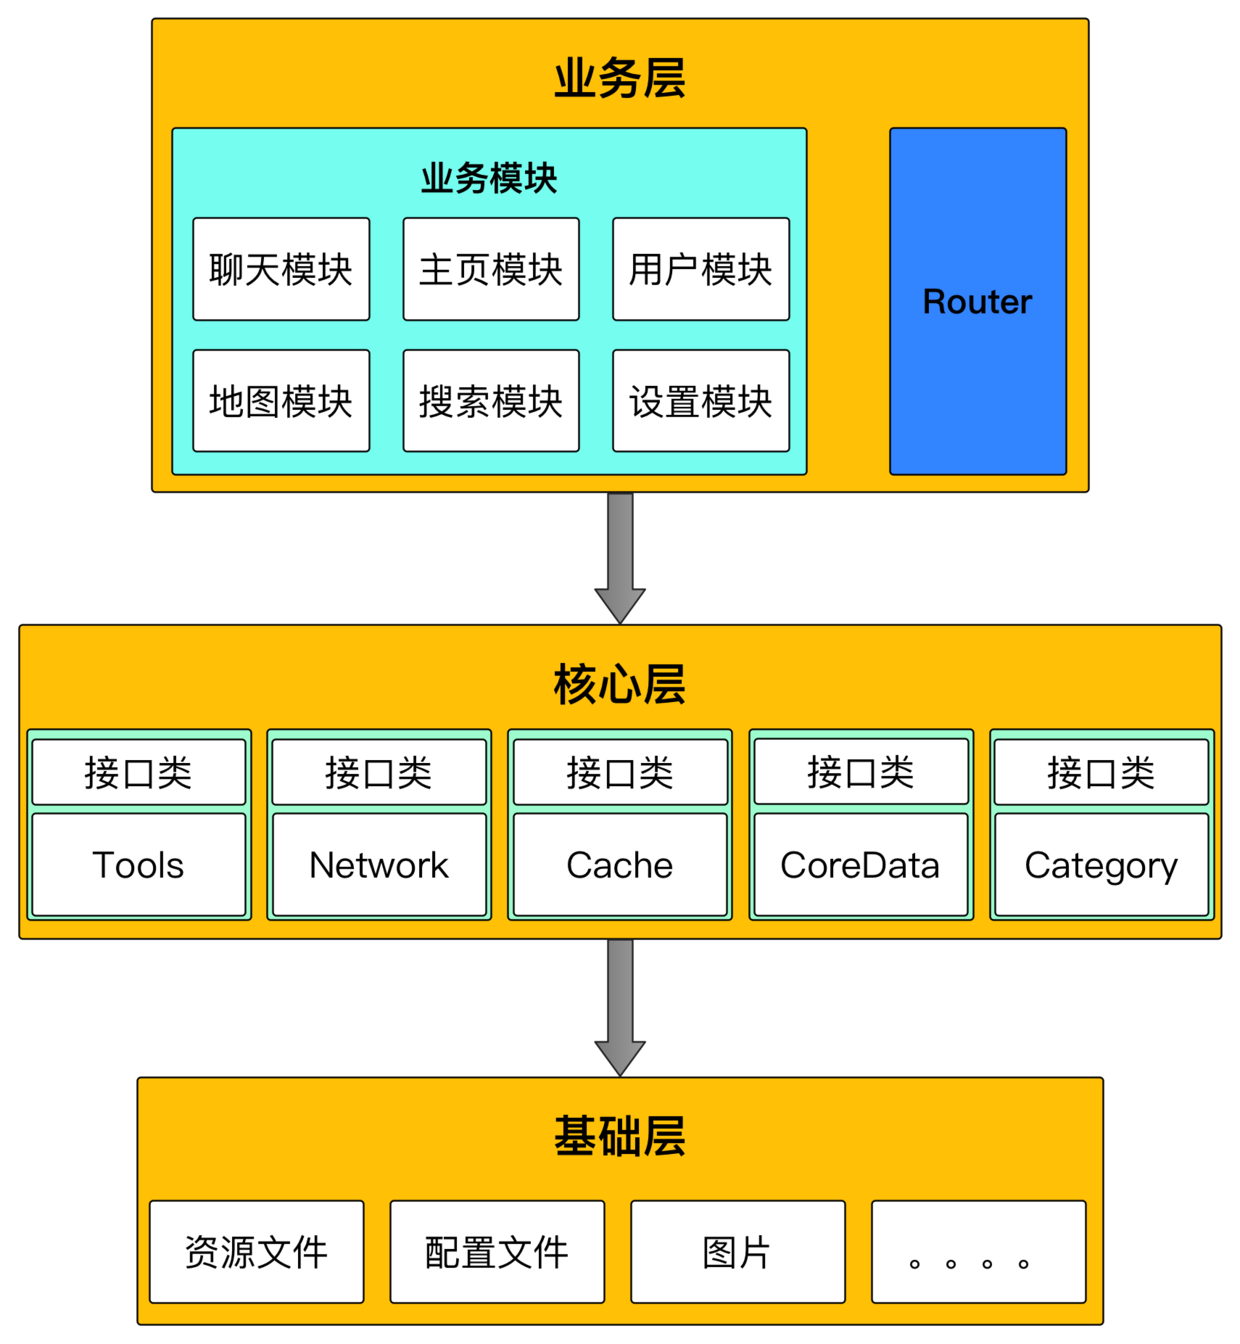 业务层
业务模块
聊天模块 主页模块 用户模块
Router
地图模块 搜索模块 设置模块
核心层
接口类 接口类 接口类 接口类 接口类
Tools Network Cache CoreData Category
基础层
资源文件 配置文件 图片 。。。。